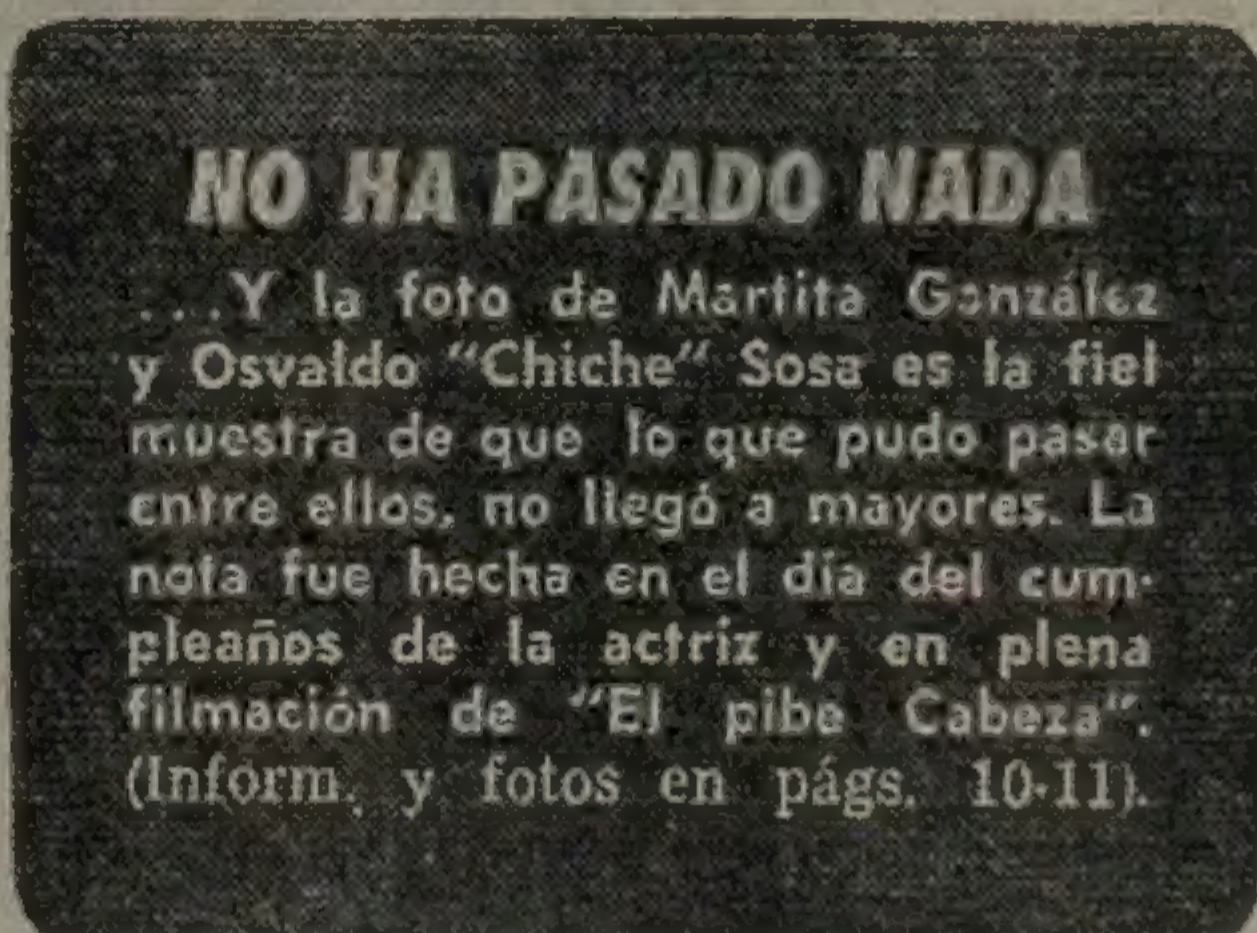 NO HA PASADO NADA
....Y la foto de Martita González
y Osvaldo "Chiche" Sosa es la fiel
muestra de que lo que pudo pasar
entre ellos, no llegó a mayores. La
nota fue hecha en el día del cum-
pleaños de la actriz y en plena
filmación de "El pibe Cabeza".
(Inform. y fotos en págs. 10-11).